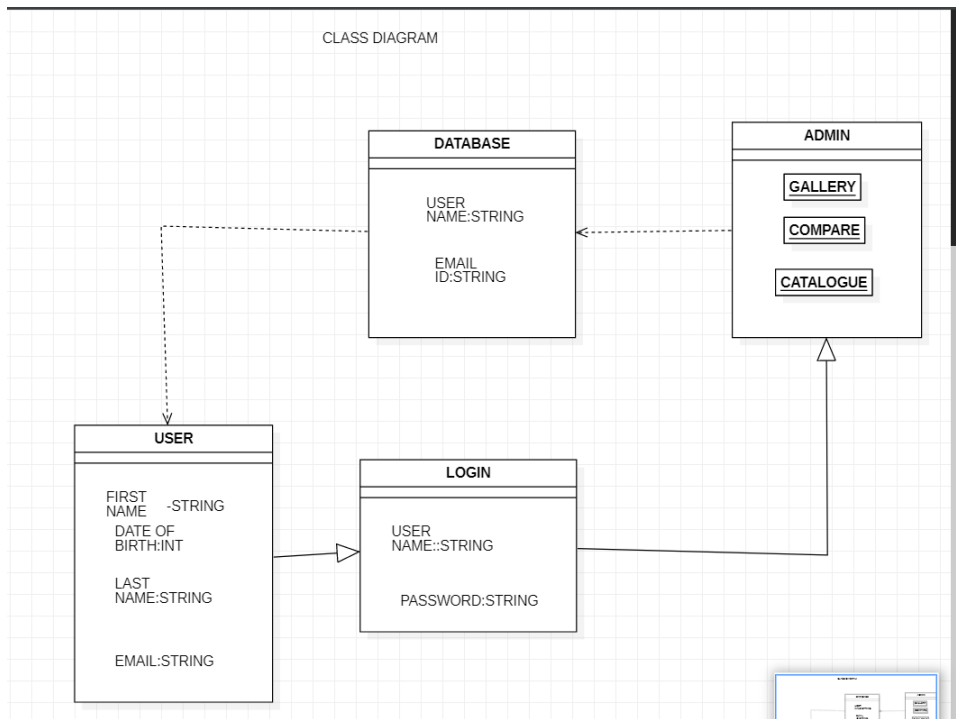 CLASS DIAGRAM
DATABASE
USER
NAME:STRING
EMAIL
ID:STRING
ADMIN
GALLERY
COMPARE
CATALOGUE
USER
FIRST
NAME -STRING
DATE OF
BIRTH:INT
LAST
NAME:STRING
EMAIL:STRING
LOGIN
USER
NAME::STRING
PASSWORD:STRING